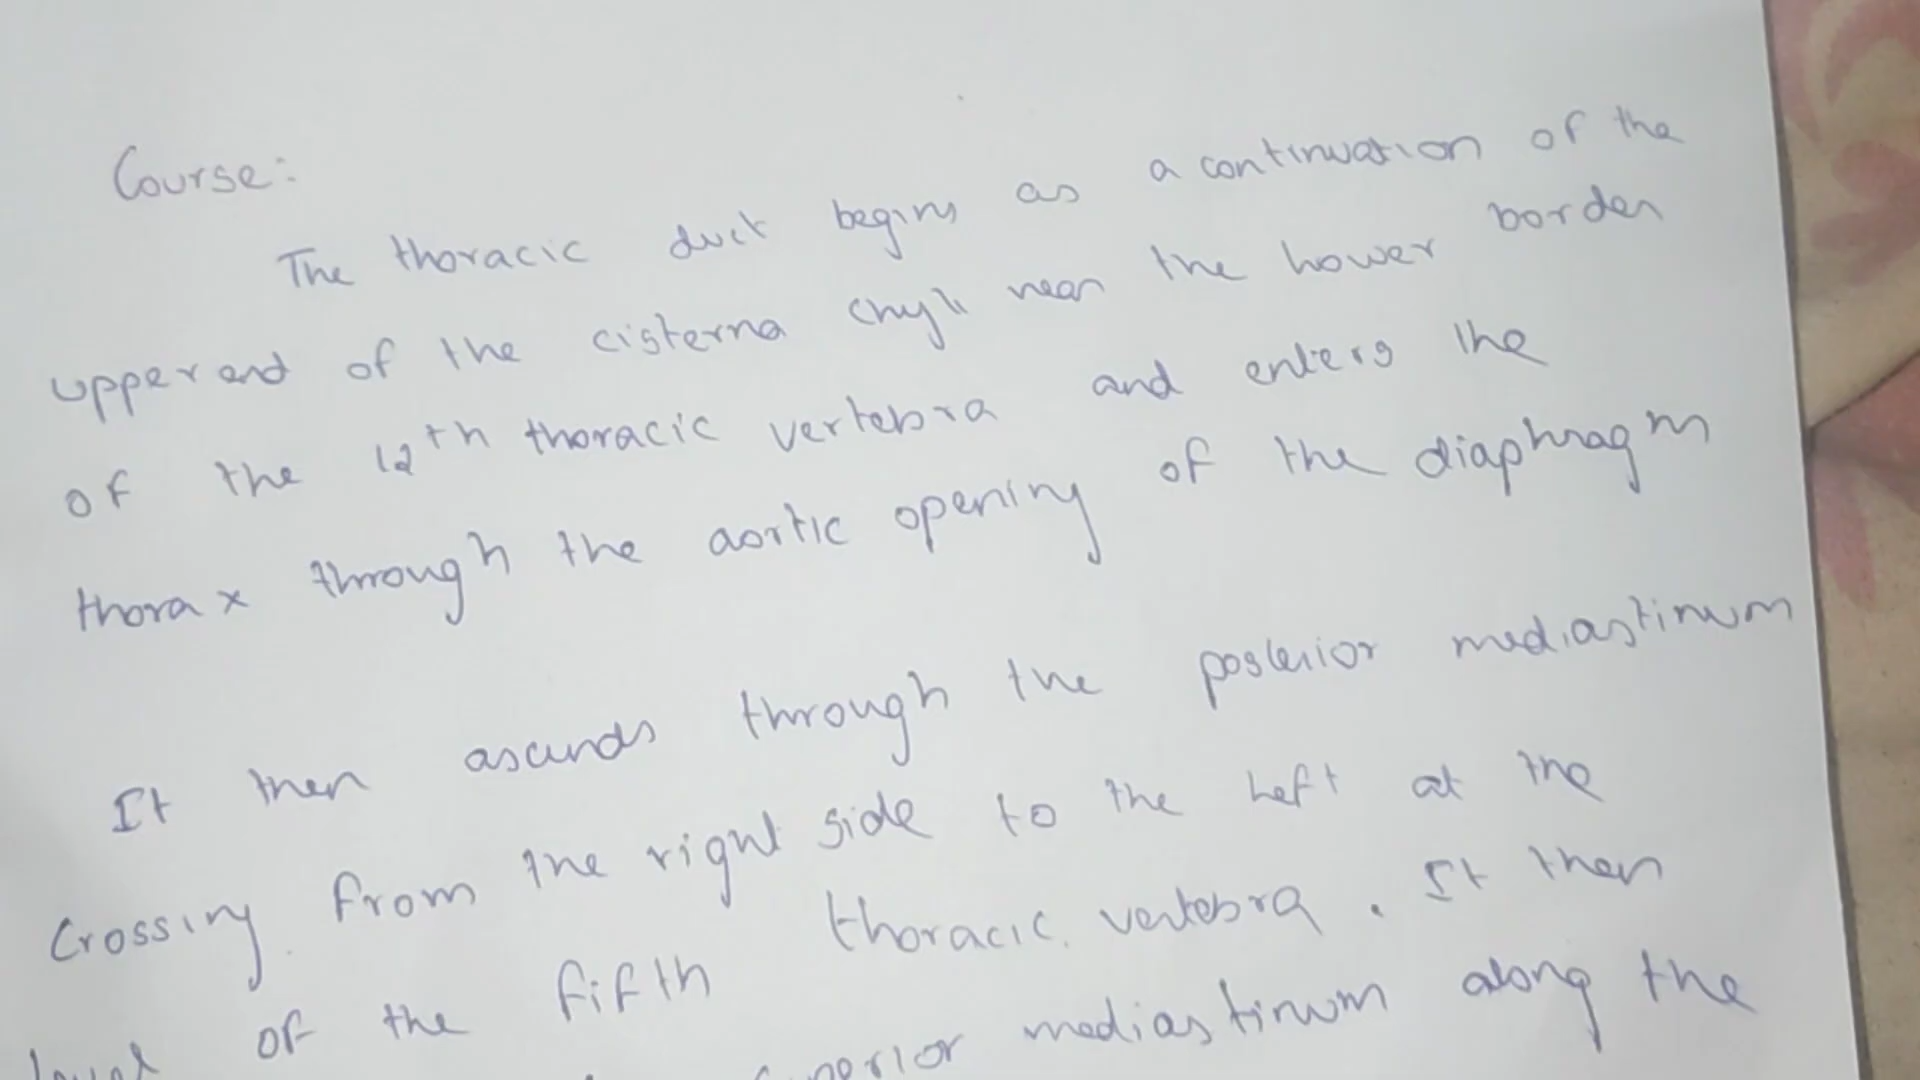 Course:
The thoracic duct begins as a continuation of the
upper end of the cisterna chyli near the lower border
of the 12th thoracic vertebra and enters the
thorax through the aortic opening of the diaphragm
It then ascends through the posterior mediastinum
Crossing from the right side to the left at the
level of the fifth thoracic vertebra. It then
superior mediastinum along the